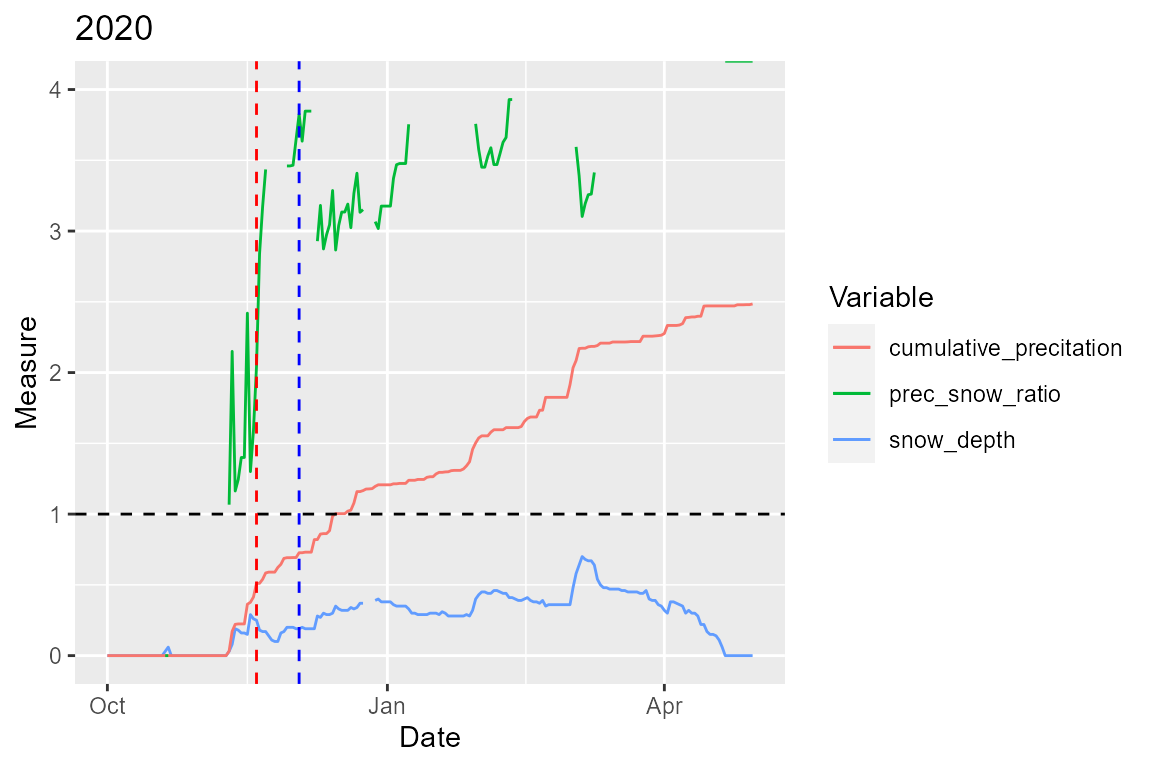 2020
4
3
2
1
0
Measure
Oct
Jan
Apr
Date
Variable
cumulative_precitation
prec_snow_ratio
snow_depth